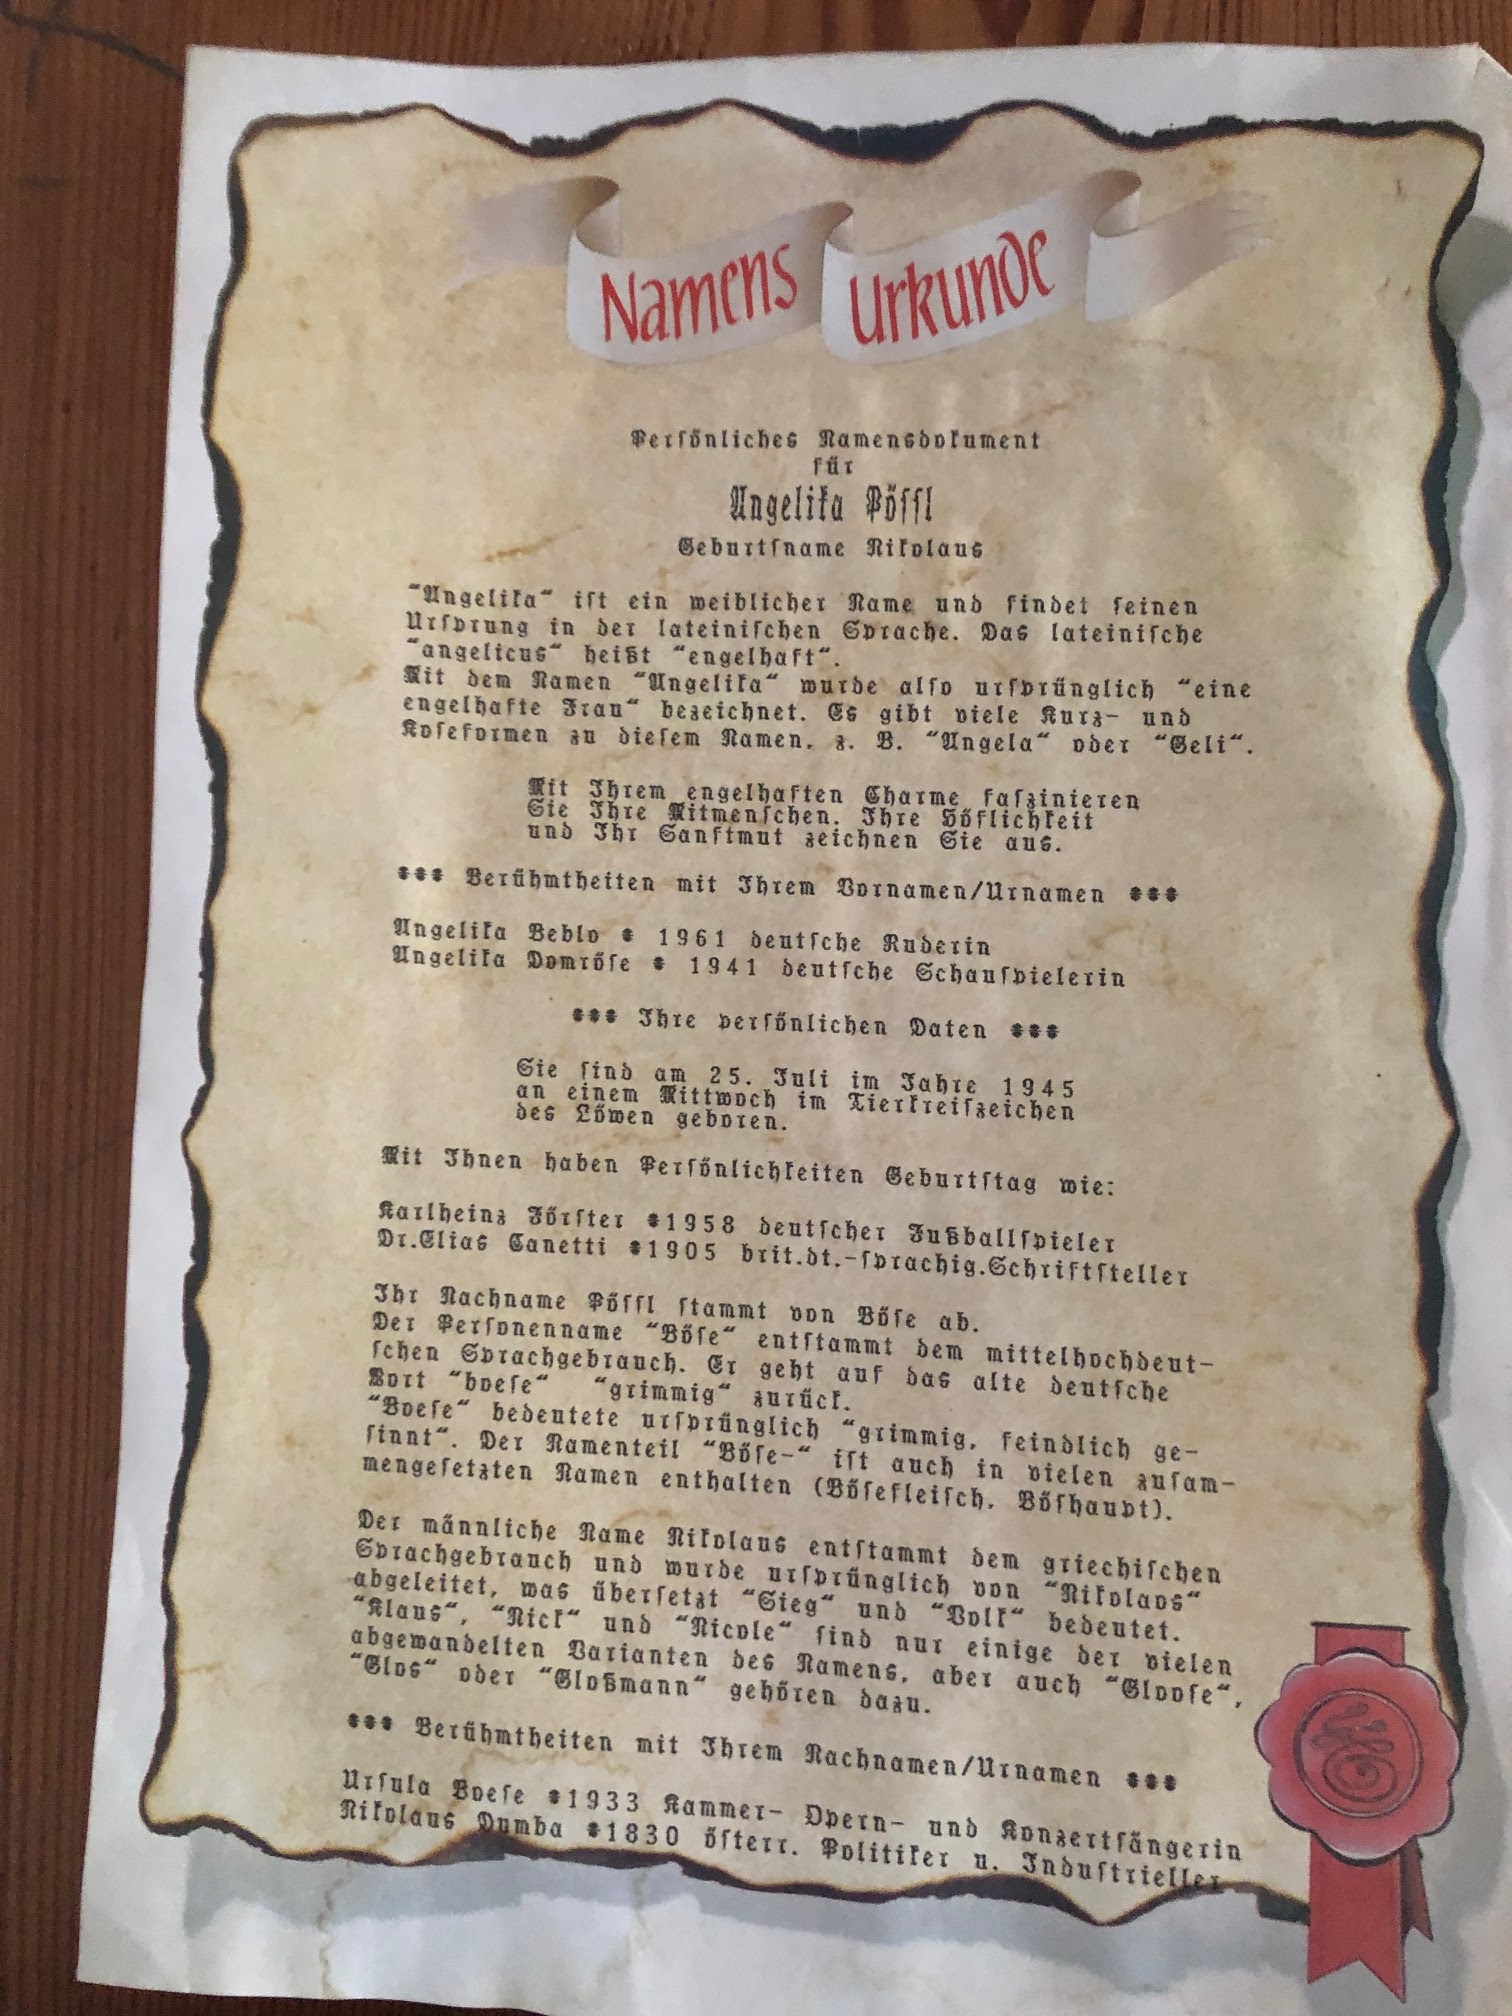 Namens Urkunde
Perſönliches Namensdokument
für
Angelika Pöſſl
Geburtſname Nikolaus
“Angelika“ iſt ein weiblicher Name und findet ſeinen
Urſprung in der lateiniſchen Sprache. Das lateiniſche
“angelicus“ heißt “engelhaft“.
Mit dem Namen “Angelika“ wurde alſo urſprünglich “eine
engelhafte Frau“ bezeichnet. Es gibt viele Kurz- und
Koſeformen zu dieſem Namen, z. B. “Angela“ oder “Geli“.
Mit Ihrem engelhaften Charme faſzinieren
Sie Ihre Mitmenſchen. Ihre Höflichkeit
und Ihr Sanftmut zeichnen Sie aus.
*** Berühmtheiten mit Ihrem Vornamen/Urnamen ***
Angelika Beblo * 1961 deutſche Ruderin
Angelika Domröſe * 1941 deutſche Schauſpielerin
*** Ihre perſönlichen Daten ***
Sie ſind am 25. Juli im Jahre 1945
an einem Mittwoch im Tierkreiſzeichen
des Löwen geboren.
Mit Ihnen haben Perſönlichkeiten Geburtſtag wie:
Karlheinz Förſter *1958 deutſcher Fußballſpieler
Dr.Elias Canetti *1905 brit.dt.-ſprachig.Schriftſteller
Ihr Nachname Pöſſl ſtammt von Böſe ab.
Der Perſonenname “Böſe“ entſtammt dem mittelhochdeut-
ſchen Sprachgebrauch. Er geht auf das alte deutſche
Wort “boeſe“ “grimmig“ zurück.
“Boeſe“ bedeutete urſprünglich “grimmig, feindlich ge-
ſinnt“. Der Namenteil “Böſe-“ iſt auch in vielen zuſam-
mengeſetzten Namen enthalten (Böſefleiſch, Böſhaupt).
Der männliche Name Nikolaus entſtammt dem griechiſchen
Sprachgebrauch und wurde urſprünglich von “Nikolaos“
abgeleitet, was überſetzt “Sieg“ und “Volk“ bedeutet.
“Klaus“, “Nick“ und “Nicole“ ſind nur einige der vielen
abgewandelten Varianten des Namens, aber auch “Glooſe“,
“Glos“ oder “Gloßmann“ gehören dazu.
*** Berühmtheiten mit Ihrem Nachnamen/Urnamen ***
Urſula Boeſe *1933 Kammer- Opern- und Konzertſängerin
Nikolaus Dumba *1830 öſterr. Politiker u. Induſtrieller